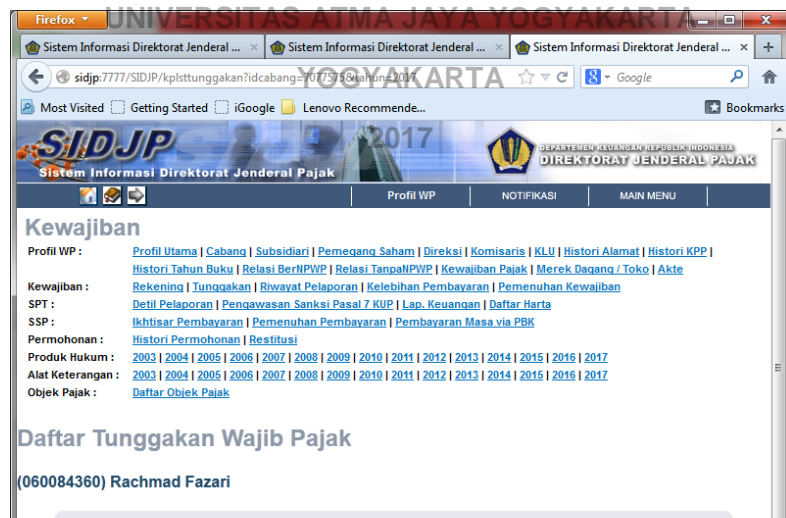 Firefox
UNIVERSITAS ATMA JAYA YOGYAKARTA
Sistem Informasi Direktorat Jenderal ... × Sistem Informasi Direktorat Jenderal ... × Sistem Informasi Direktorat Jenderal ... × +
sidjp:7777/SIDJP/kplsttunggakan?idcabang=7077575&tahun=2017 Google
YOGYAKARTA
Most Visited Getting Started iGoogle Lenovo Recommende... Bookmarks
2017
SIDJP
Sistem Informasi Direktorat Jenderal Pajak
DEPARTEMEN KEUANGAN REPUBLIK INDONESIA
DIREKTORAT JENDERAL PAJAK
Profil WP NOTIFIKASI MAIN MENU
Kewajiban
Profil WP : Profil Utama | Cabang | Subsidiari | Pemegang Saham | Direksi | Komisaris | KLU | Histori Alamat | Histori KPP |
Histori Tahun Buku | Relasi BerNPWP | Relasi TanpaNPWP | Kewajiban Pajak | Merek Dagang / Toko | Akte
Kewajiban : Rekening | Tunggakan | Riwayat Pelaporan | Kelebihan Pembayaran | Pemenuhan Kewajiban
SPT : Detil Pelaporan | Pengawasan Sanksi Pasal 7 KUP | Lap. Keuangan | Daftar Harta
SSP : Ikhtisar Pembayaran | Pemenuhan Pembayaran | Pembayaran Masa via PBK
Permohonan : Histori Permohonan | Restitusi
Produk Hukum : 2003 | 2004 | 2005 | 2006 | 2007 | 2008 | 2009 | 2010 | 2011 | 2012 | 2013 | 2014 | 2015 | 2016 | 2017
Alat Keterangan : 2003 | 2004 | 2005 | 2006 | 2007 | 2008 | 2009 | 2010 | 2011 | 2012 | 2013 | 2014 | 2015 | 2016 | 2017
Objek Pajak : Daftar Objek Pajak
Daftar Tunggakan Wajib Pajak
(060084360) Rachmad Fazari